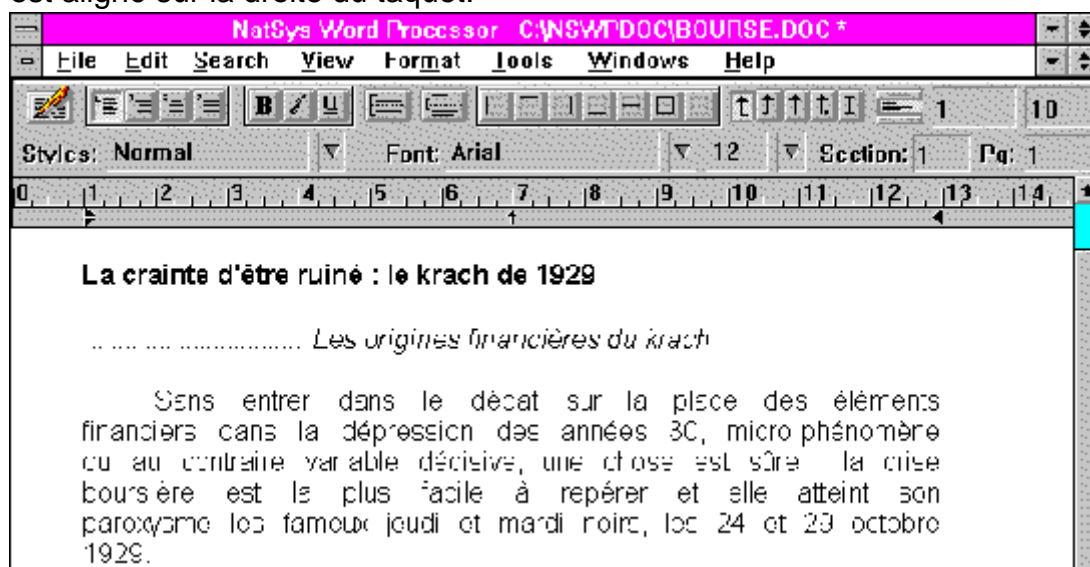 est aligné sur la droite du taquet.
NatSys Word Processor C:\NSWP\DOC\BOURSE.DOC *
File Edit Search View Format Tools Windows Help
B I U t I 1 10
Styles: Normal Font: Arial 12 Section: 1 Pg: 1
0 1 2 3 4 5 6 7 8 9 10 11 12 13 14
La crainte d'être ruiné : le krach de 1929
.................................. Les origines financières du krach
Sans entrer dans le débat sur la place des éléments
financiers dans la dépression des années 30, micro phénomène
ou au contraire variable décisive, une chose est sûre la crise
boursière est la plus facile à repérer et elle atteint son
paroxysme les fameux jeudi et mardi noirs, les 24 et 29 octobre
1929.